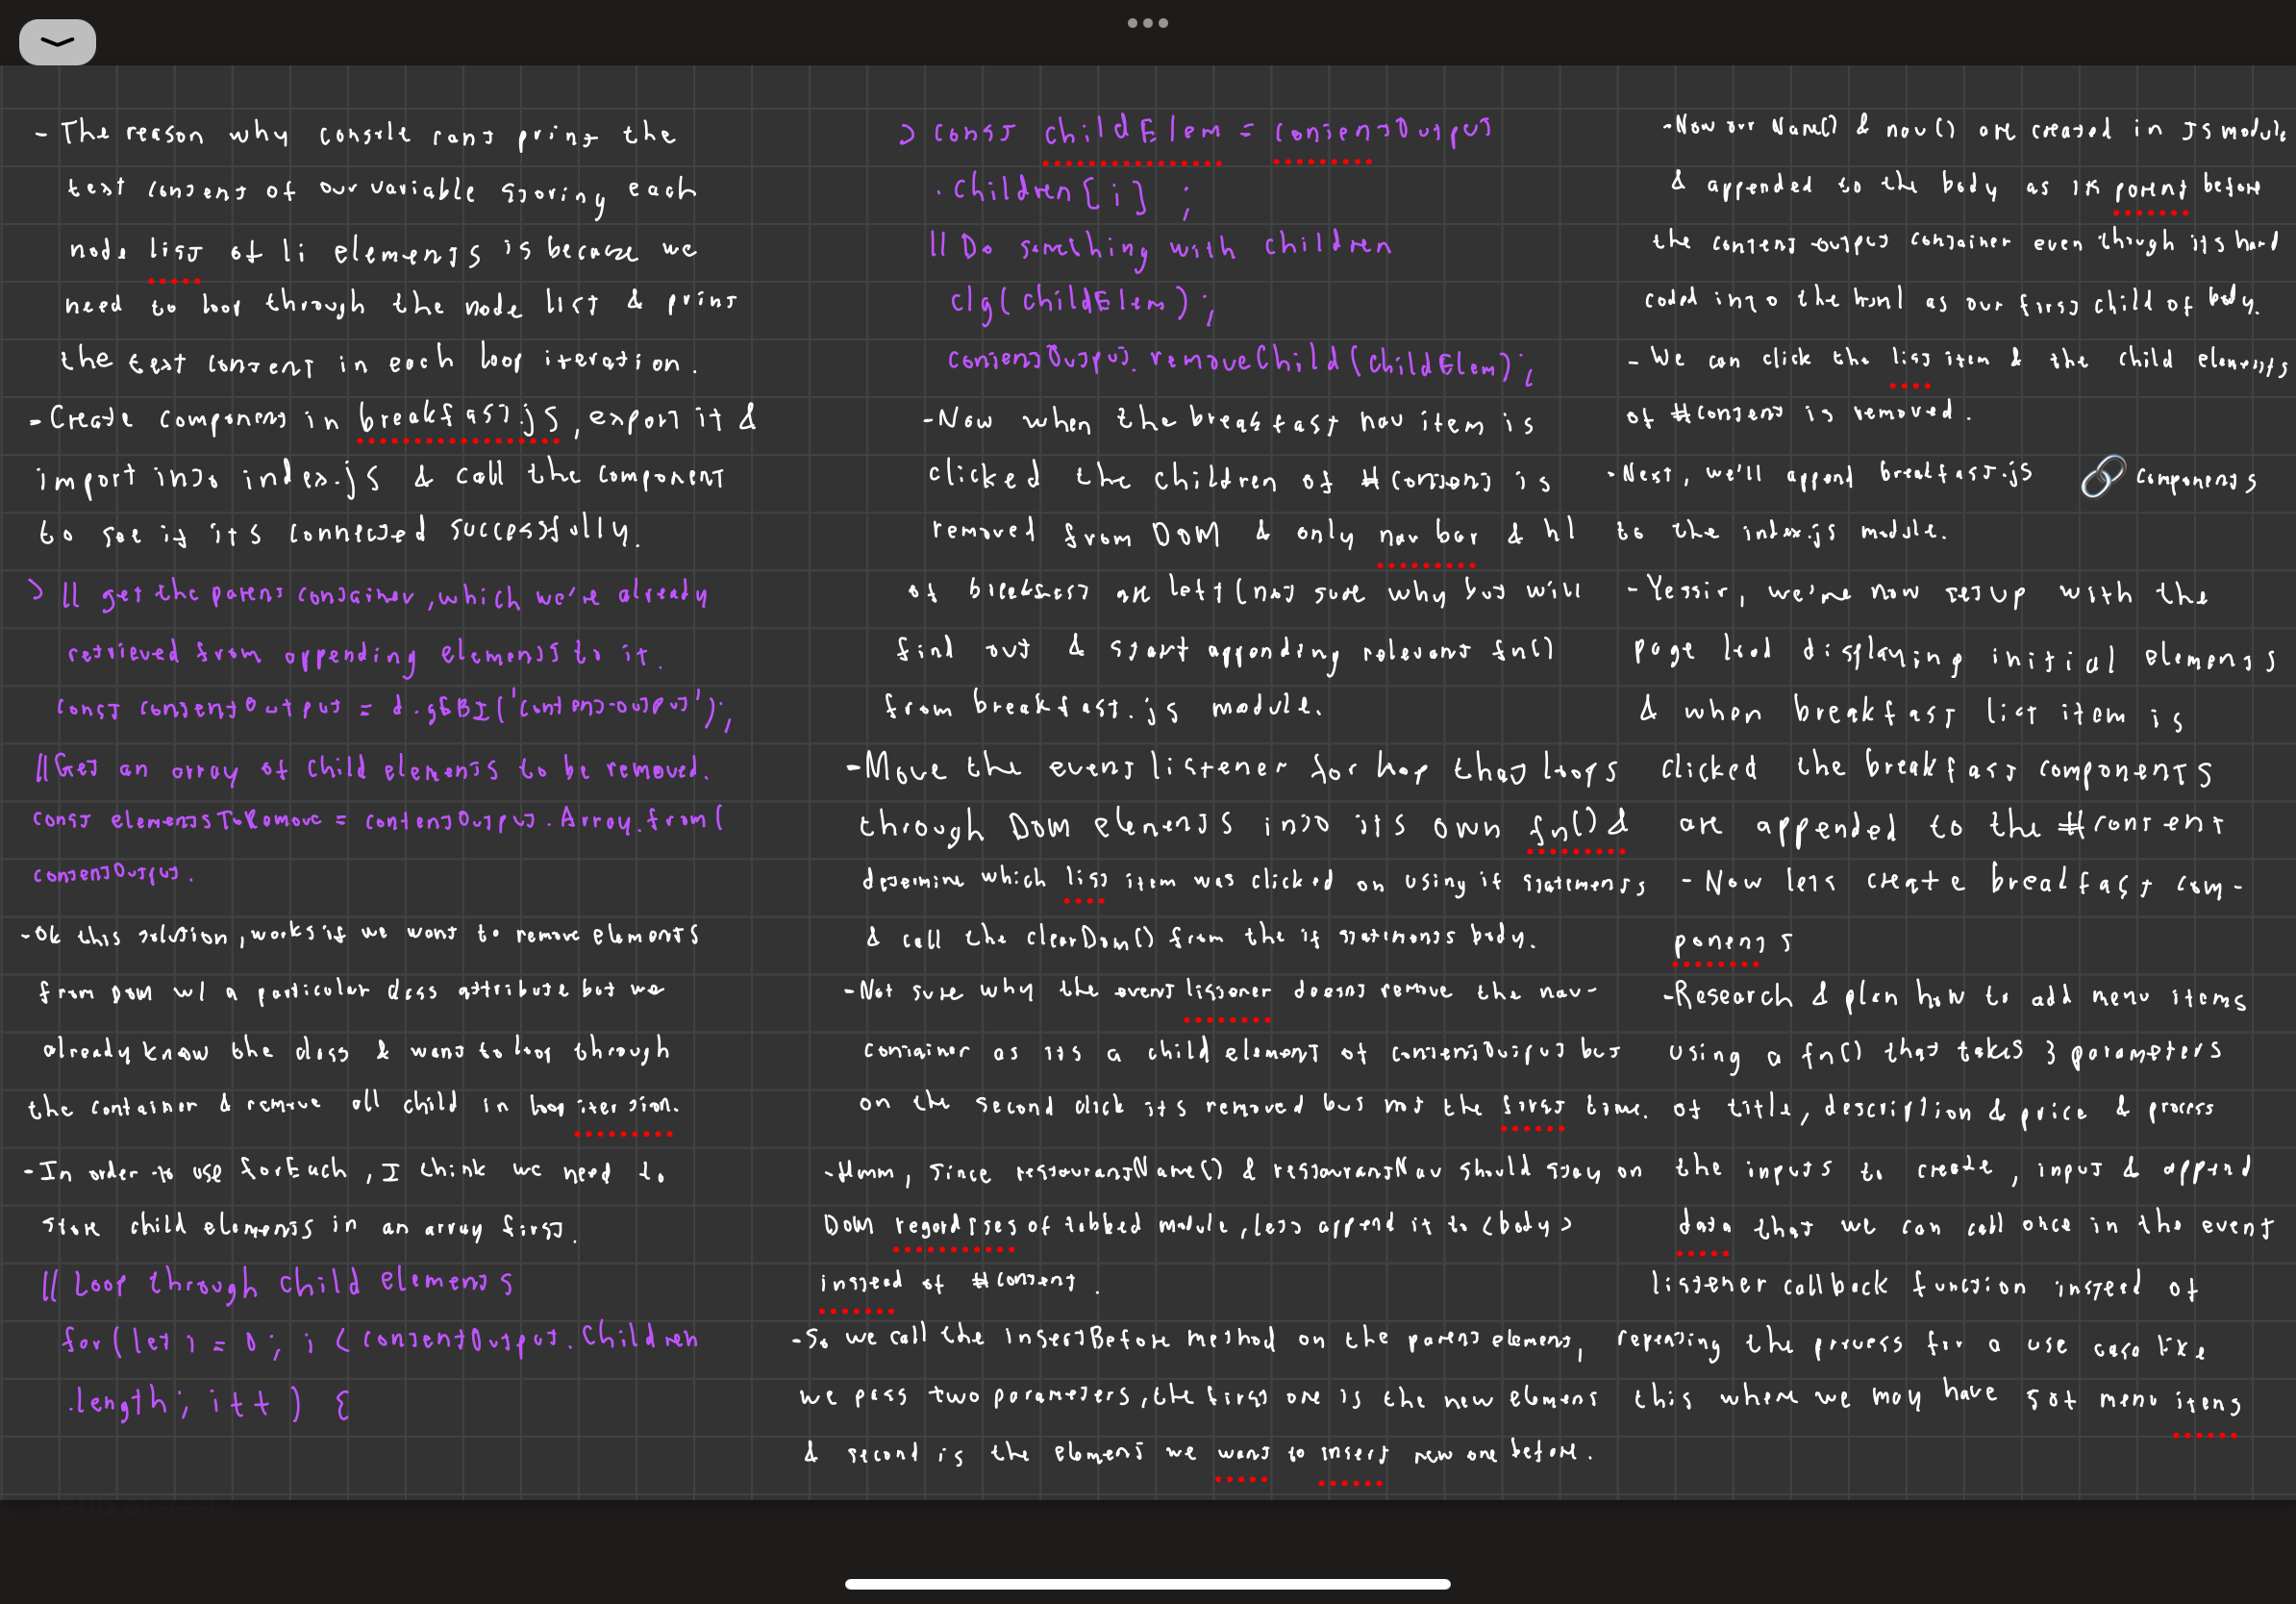 - The reason why console cant print the
text content of our variable storing each
node list of li elements is because we
need to loop through the node list & print
the text content in each loop iteration.
- Create component in breakfast.js, export it &
import into index.js & call the component
to see if its connected successfully.
> // get the parent container, which we're already
retrieved from appending elements to it.
const contentOutput = d.gEBI('content-output');
//Get an array of child elements to be removed.
const elementsToRemove = contentOutput.Array.from(
contentOutput.
- Ok this solution, works if we want to remove elements
from DOM w/ a particular class attribute but we
already know the class & want to loop through
the container & remove all child in loop iteration.
- In order to use forEach, I think we need to
store child elements in an array first.
// Loop through child elements
for(let i = 0; i < contentOutput.Children
.length; i++) {
> const childElem = contentOutput
.children[i];
// Do something with children
clg(childElem);
contentOutput.removeChild(childElem);
- Now when the breakfast nav item is
clicked the children of #content is
removed from DOM & only nav bar & h1
of breakfast are left (not sure why but will
find out & start appending relevant fn()
from breakfast.js module.
- Move the event listener for hop that loops
through DOM elements into its own fn() &
determine which list item was clicked on using if statements
& call the clearDom() from the if statements body.
- Not sure why the event listener doesnt remove the nav-
container as its a child element of contentOutput but
on the second click its removed but not the first time.
- Hmm, since restaurantName() & restaurantNav should stay on
DOM regardless of tabbed module, lets append it to <body>
instead of #content.
- So we call the insertBefore method on the parent element,
we pass two parameters, the first one is the new element
& second is the element we want to insert new one before.
- Now our Name() & nav() are created in JS module
& appended to the body as its parent before
the content-output container even though its hard
coded into the html as our first child of body.
- We can click the list item & the child elements
of #content is removed.
- Next, we'll append breakfast.js 🔗 components
to the index.js module.
- Yessir, we're now setup with the
page load displaying initial elements
& when breakfast list item is
clicked the breakfast components
are appended to the #content
- Now lets create breakfast com-
ponents
- Research & plan how to add menu items
using a fn() that takes 3 parameters
of title, description & price & process
the inputs to create, input & append
data that we can call once in the event
listener callback function instead of
repeating the process for a use case like
this where we may have 50+ menu items